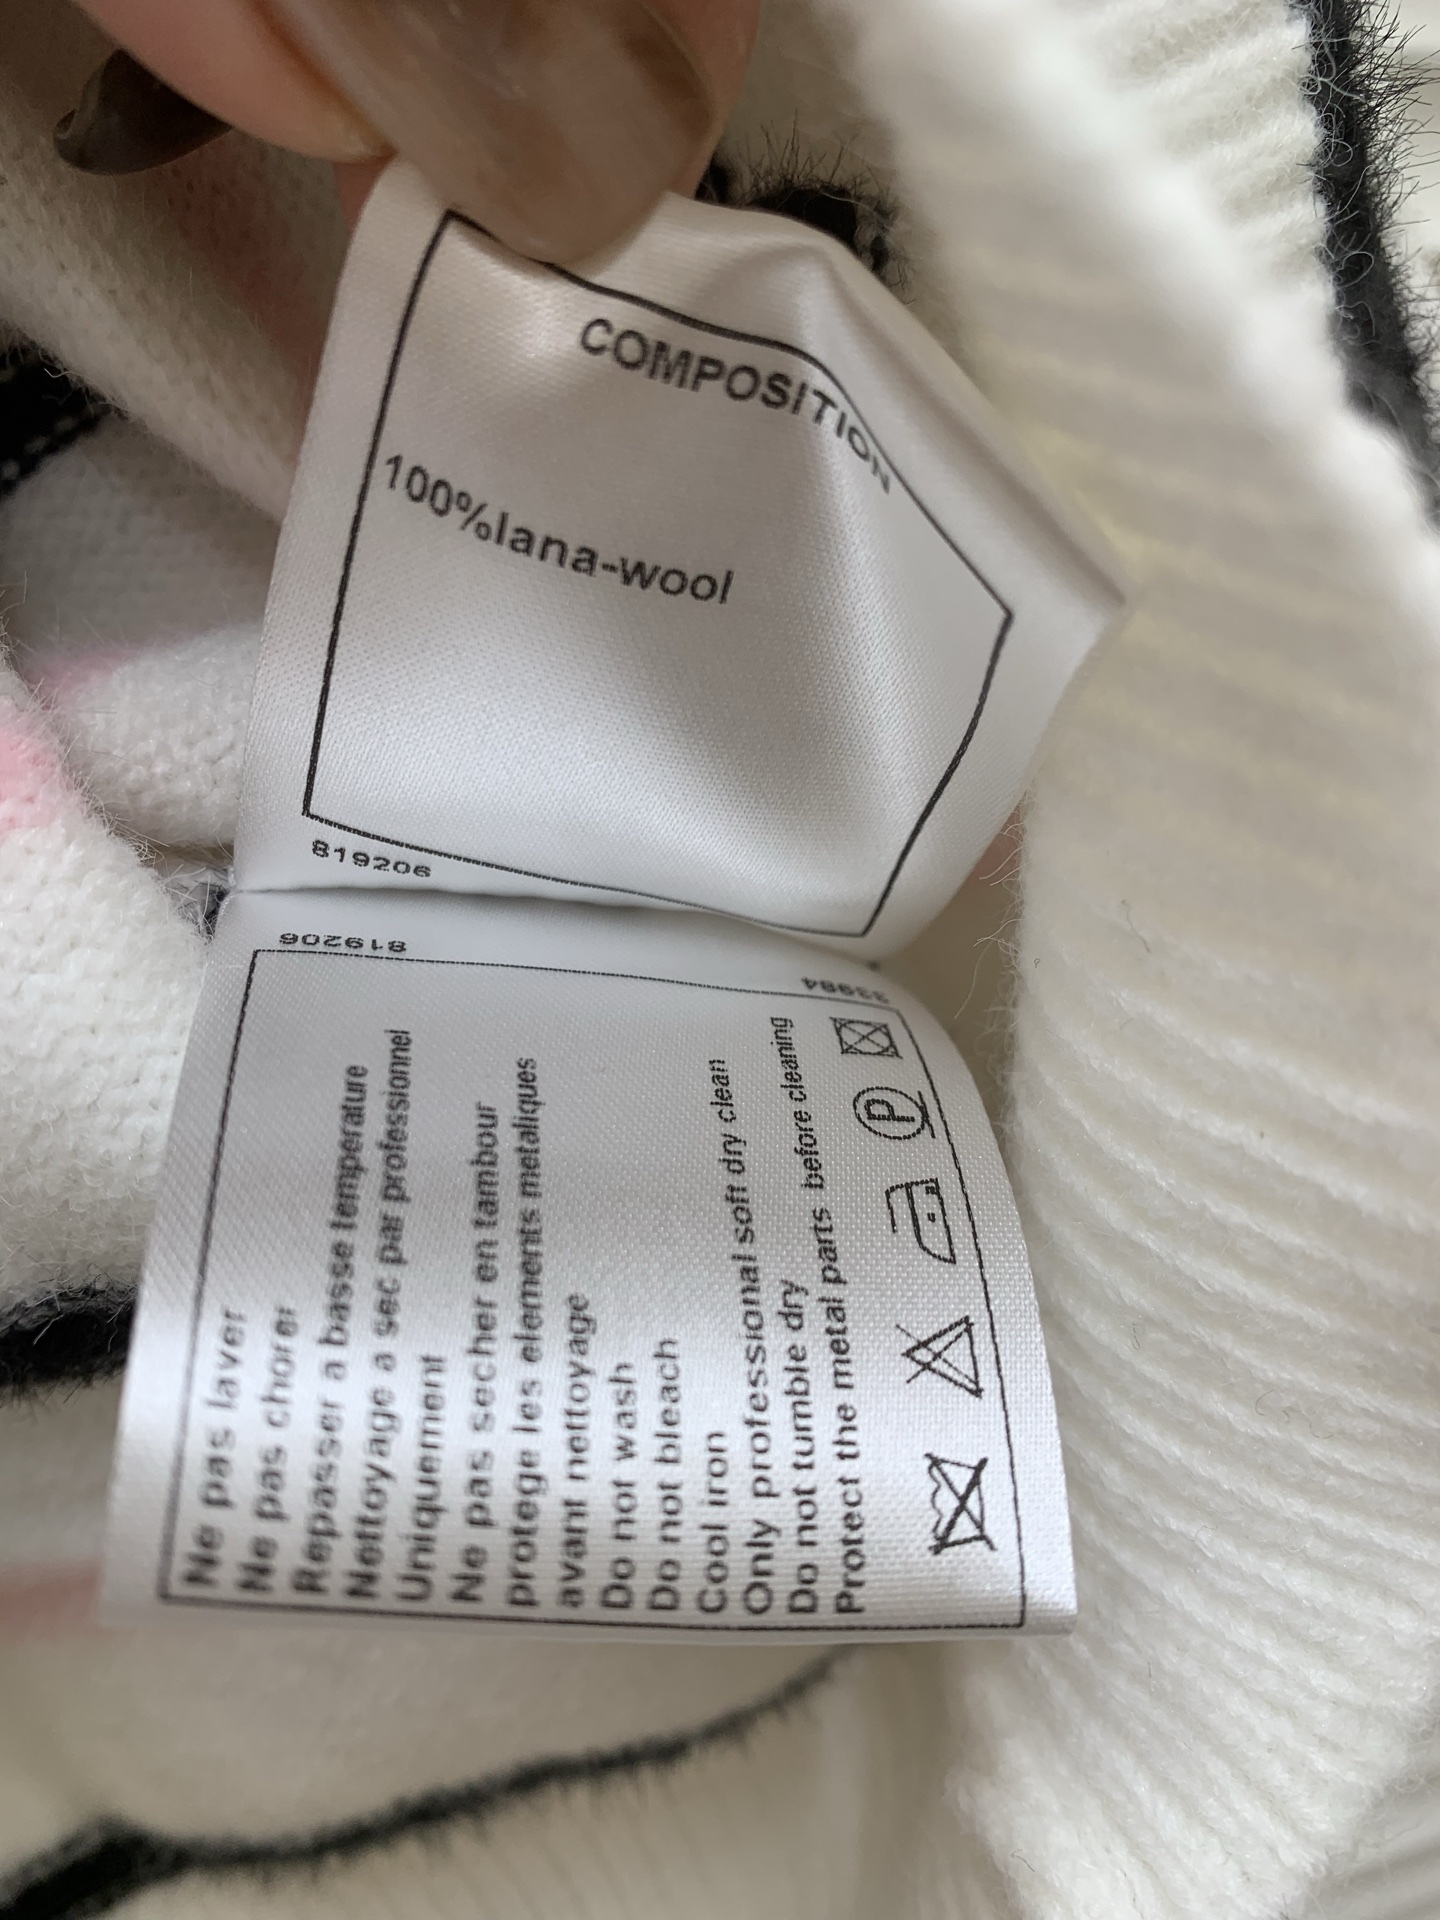 COMPOSITION
100%lana-wool
819206
819206
33984
Ne pas laver
Ne pas chorer
Repasser a basse temperature
Nettoyage a sec par professionnel
Uniquement
Ne pas secher en tambour
protege les elements metaliques
avant nettoyage
Do not wash
Do not bleach
Cool iron
Only professional soft dry clean
Do not tumble dry
Protect the metal parts before cleaning
P